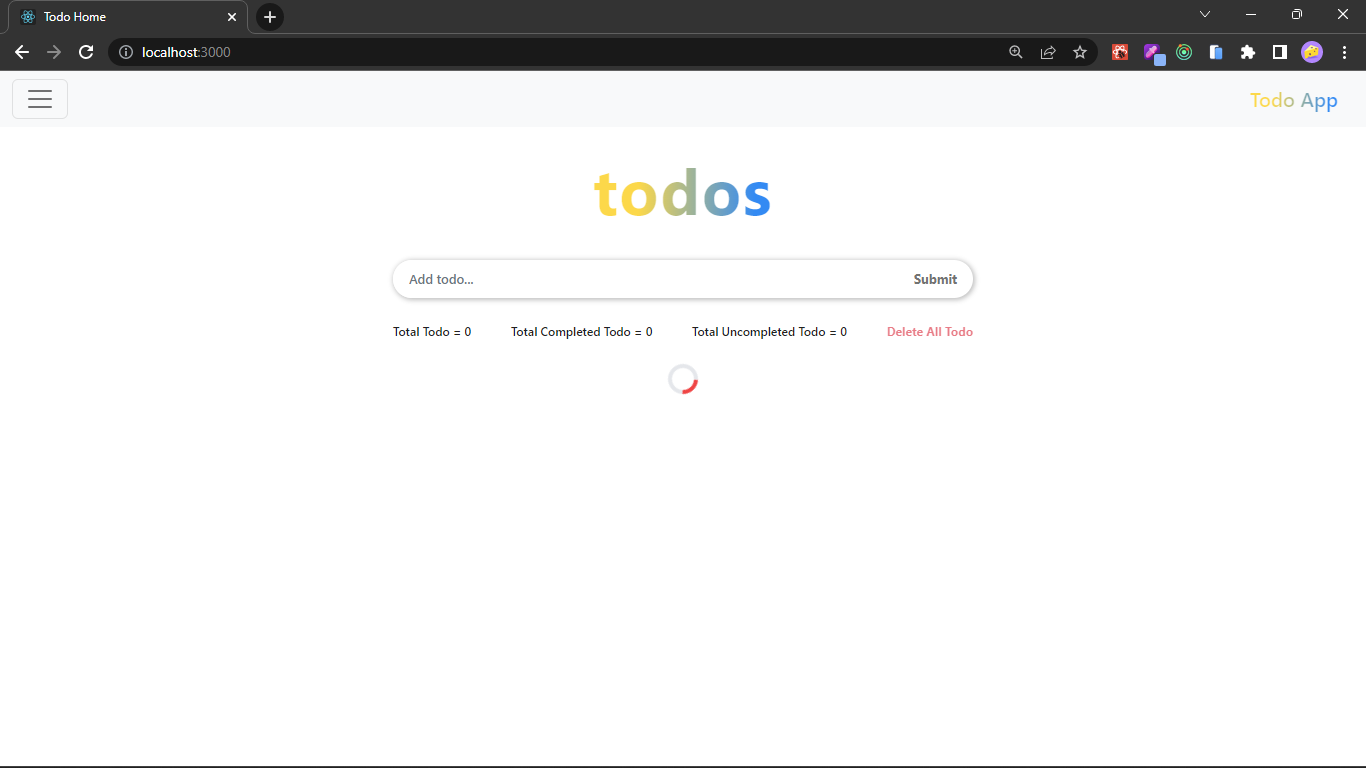 Todo Home
localhost:3000
Todo App
todos
Add todo... Submit
Total Todo = 0 Total Completed Todo = 0 Total Uncompleted Todo = 0 Delete All Todo